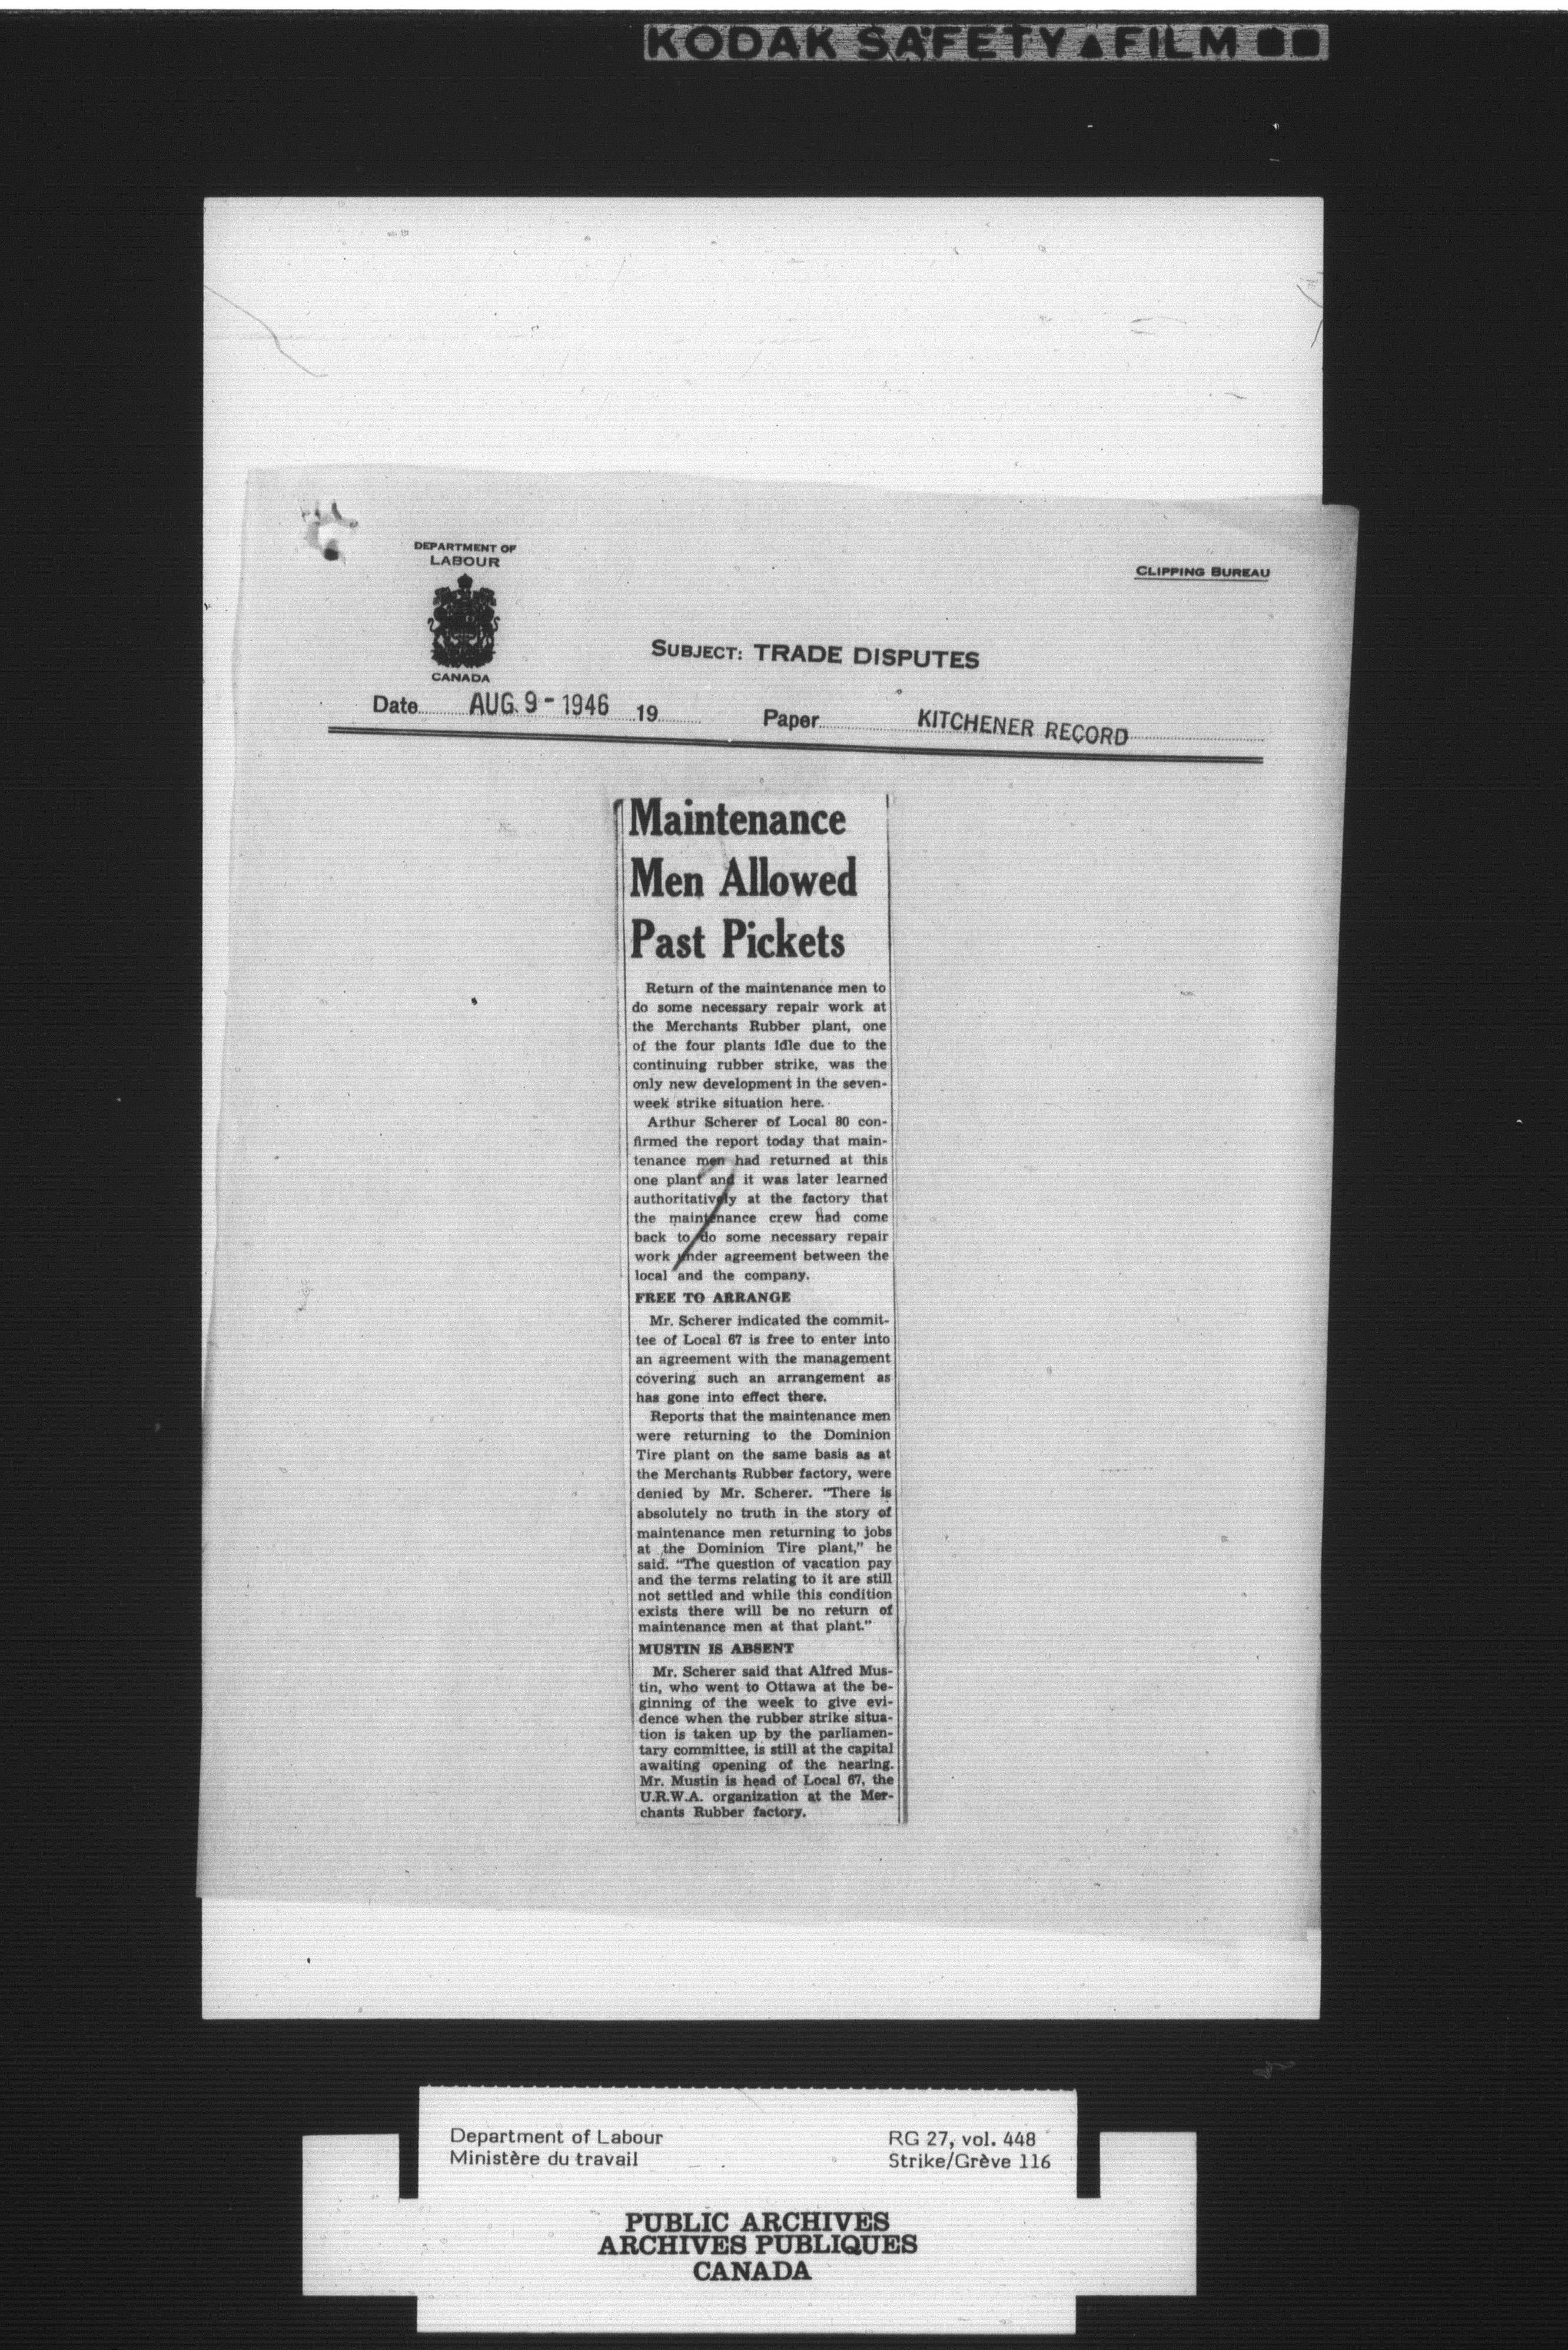 KODAK SAFETY ▲ FILM
DEPARTMENT OF
LABOUR
CANADA
CLIPPING BUREAU
SUBJECT: TRADE DISPUTES
Date AUG 9 - 1946 19 Paper KITCHENER RECORD
Maintenance
Men Allowed
Past Pickets
Return of the maintenance men to
do some necessary repair work at
the Merchants Rubber plant, one
of the four plants idle due to the
continuing rubber strike, was the
only new development in the seven-
week strike situation here.
Arthur Scherer of Local 80 con-
firmed the report today that main-
tenance men had returned at this
one plant and it was later learned
authoritatively at the factory that
the maintenance crew had come
back to do some necessary repair
work under agreement between the
local and the company.
FREE TO ARRANGE
Mr. Scherer indicated the commit-
tee of Local 67 is free to enter into
an agreement with the management
covering such an arrangement as
has gone into effect there.
Reports that the maintenance men
were returning to the Dominion
Tire plant on the same basis as at
the Merchants Rubber factory, were
denied by Mr. Scherer. "There is
absolutely no truth in the story of
maintenance men returning to jobs
at the Dominion Tire plant," he
said. "The question of vacation pay
and the terms relating to it are still
not settled and while this condition
exists there will be no return of
maintenance men at that plant."
MUSTIN IS ABSENT
Mr. Scherer said that Alfred Mus-
tin, who went to Ottawa at the be-
ginning of the week to give evi-
dence when the rubber strike situa-
tion is taken up by the parliamen-
tary committee, is still at the capital
awaiting opening of the hearing.
Mr. Mustin is head of Local 67, the
U.R.W.A. organization at the Mer-
chants Rubber factory.
Department of Labour
Ministère du travail
RG 27, vol. 448
Strike/Grève 116
PUBLIC ARCHIVES
ARCHIVES PUBLIQUES
CANADA